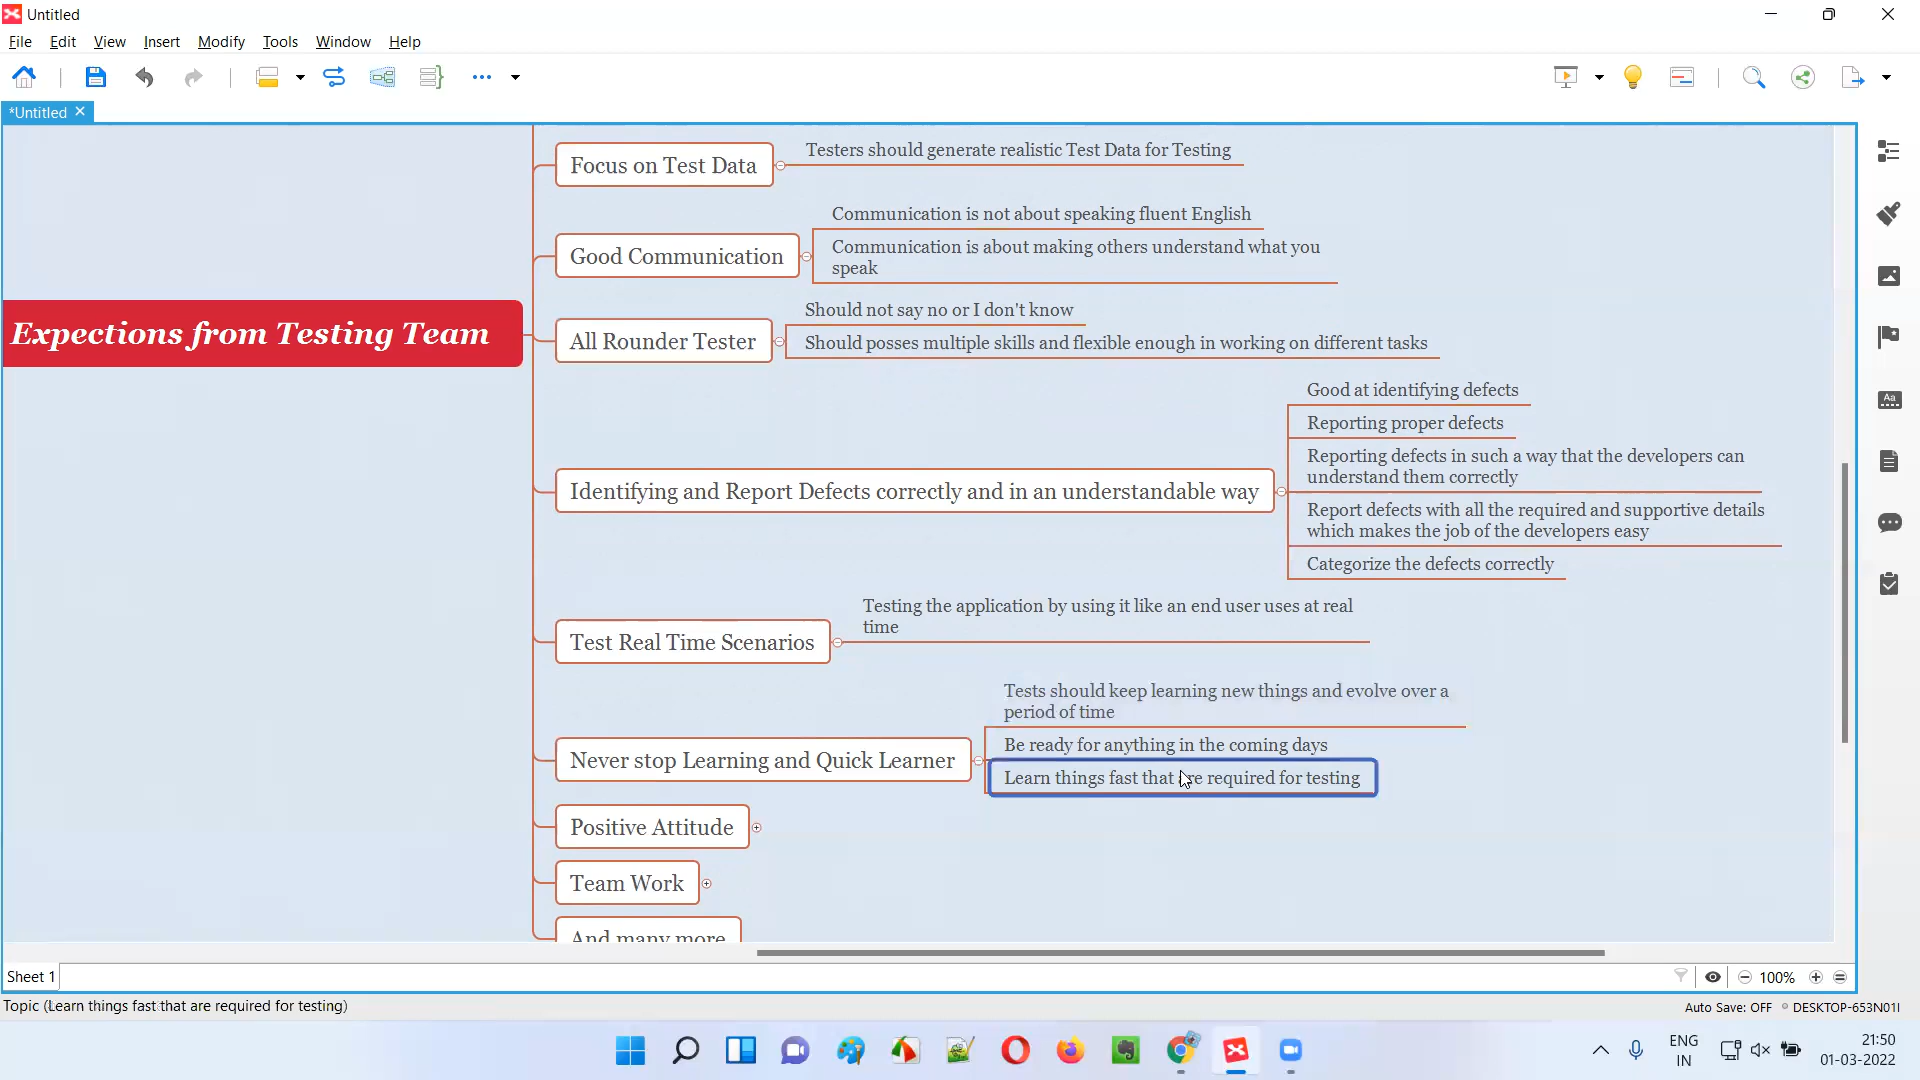 Untitled
File Edit View Insert Modify Tools Window Help
*Untitled
Focus on Test Data
Testers should generate realistic Test Data for Testing
Good Communication
Communication is not about speaking fluent English
Communication is about making others understand what you
speak
Expections from Testing Team
All Rounder Tester
Should not say no or I don't know
Should posses multiple skills and flexible enough in working on different tasks
Identifying and Report Defects correctly and in an understandable way
Good at identifying defects
Reporting proper defects
Reporting defects in such a way that the developers can
understand them correctly
Report defects with all the required and supportive details
which makes the job of the developers easy
Categorize the defects correctly
Test Real Time Scenarios
Testing the application by using it like an end user uses at real
time
Never stop Learning and Quick Learner
Tests should keep learning new things and evolve over a
period of time
Be ready for anything in the coming days
Learn things fast that are required for testing
Positive Attitude
Team Work
And many more
Sheet 1
100%
Topic (Learn things fast that are required for testing)
Auto Save: OFF
DESKTOP-653N01I
ENG
IN
21:50
01-03-2022